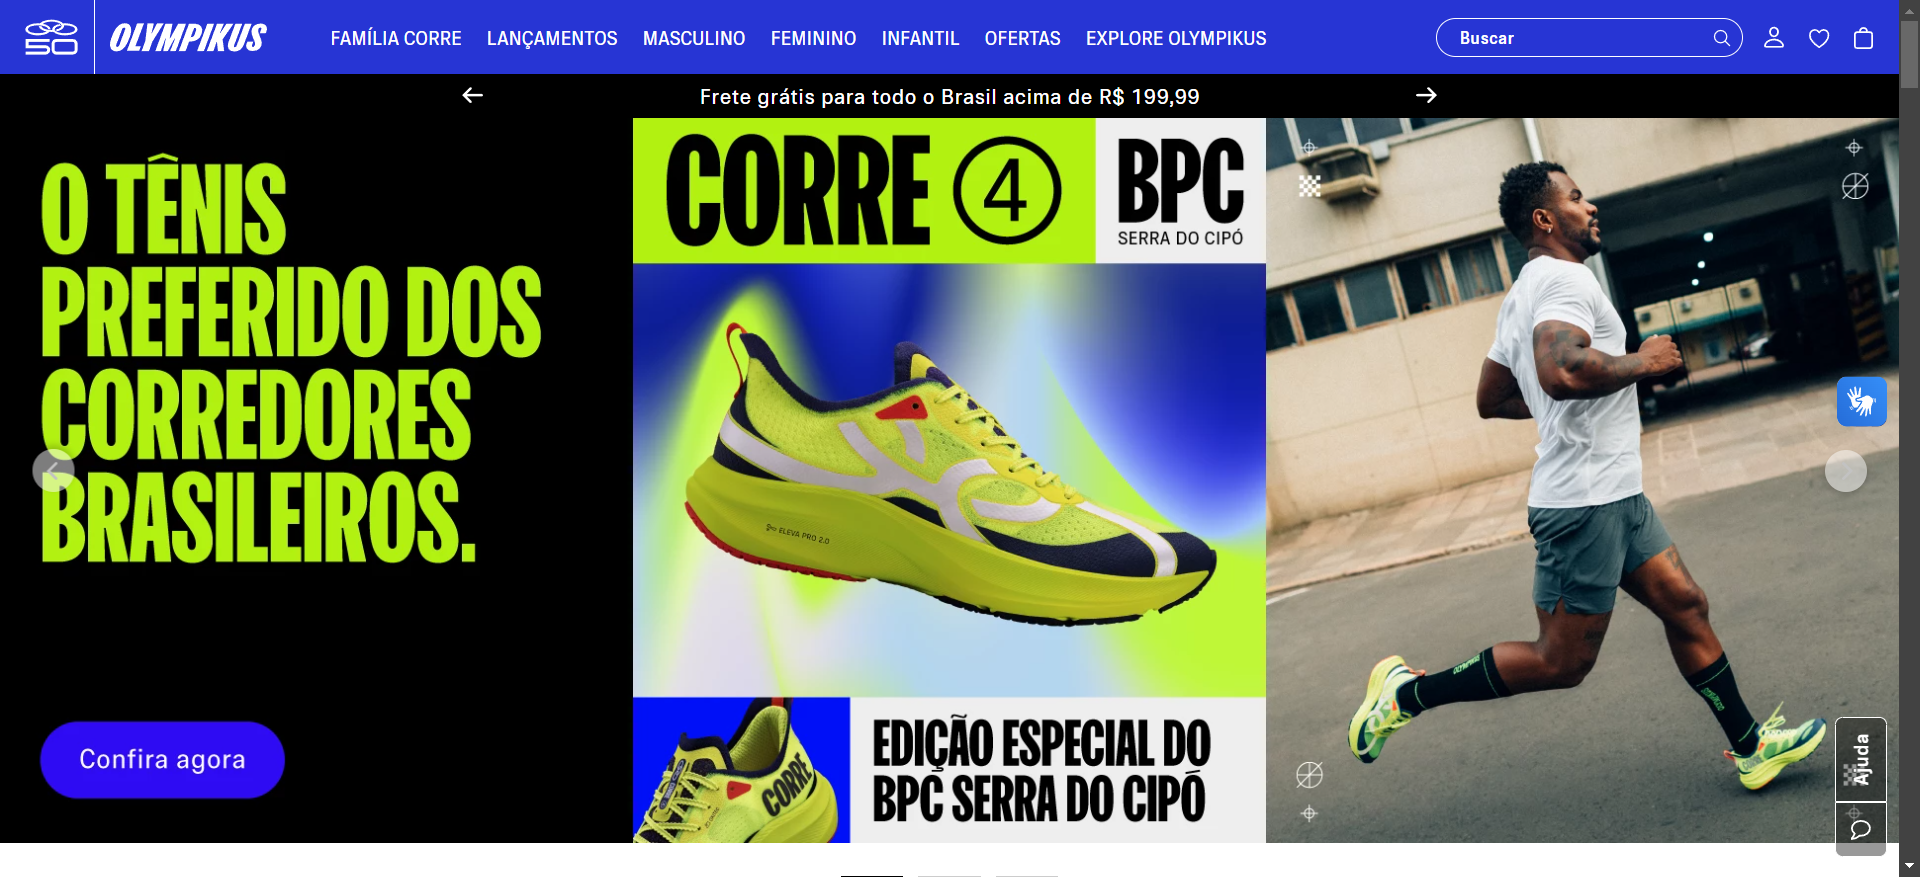 50
OLYMPIKUS
FAMÍLIA CORRE
LANÇAMENTOS
MASCULINO
FEMININO
INFANTIL
OFERTAS
EXPLORE OLYMPIKUS
Buscar
Frete grátis para todo o Brasil acima de R$ 199,99
O TÊNIS
PREFERIDO DOS
CORREDORES
BRASILEIROS.
Confira agora
CORRE 4
BPC
SERRA DO CIPÓ
ELEVA PRO 2.0
CORRE
EDIÇÃO ESPECIAL DO
BPC SERRA DO CIPÓ
Ajuda